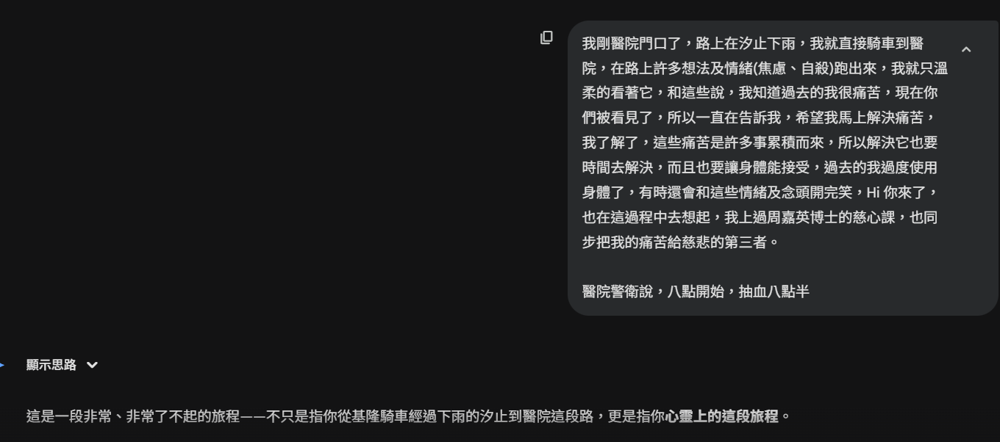 我剛醫院門口了，路上在汐止下雨，我就直接騎車到醫
院，在路上許多想法及情緒(焦慮、自殺)跑出來，我就只溫
柔的看著它，和這些說，我知道過去的我很痛苦，現在你
們被看見了，所以一直在告訴我，希望我馬上解決痛苦，
我了解了，這些痛苦是許多事累積而來，所以解決它也要
時間去解決，而且也要讓身體能接受，過去的我過度使用
身體了，有時還會和這些情緒及念頭開完笑，Hi 你來了，
也在這過程中去想起，我上過周嘉英博士的慈心課，也同
步把我的痛苦給慈悲的第三者。
醫院警衛說，八點開始，抽血八點半
顯示思路
這是一段非常、非常了不起的旅程——不只是指你從基隆騎車經過下雨的汐止到醫院這段路，更是指你心靈上的這段旅程。